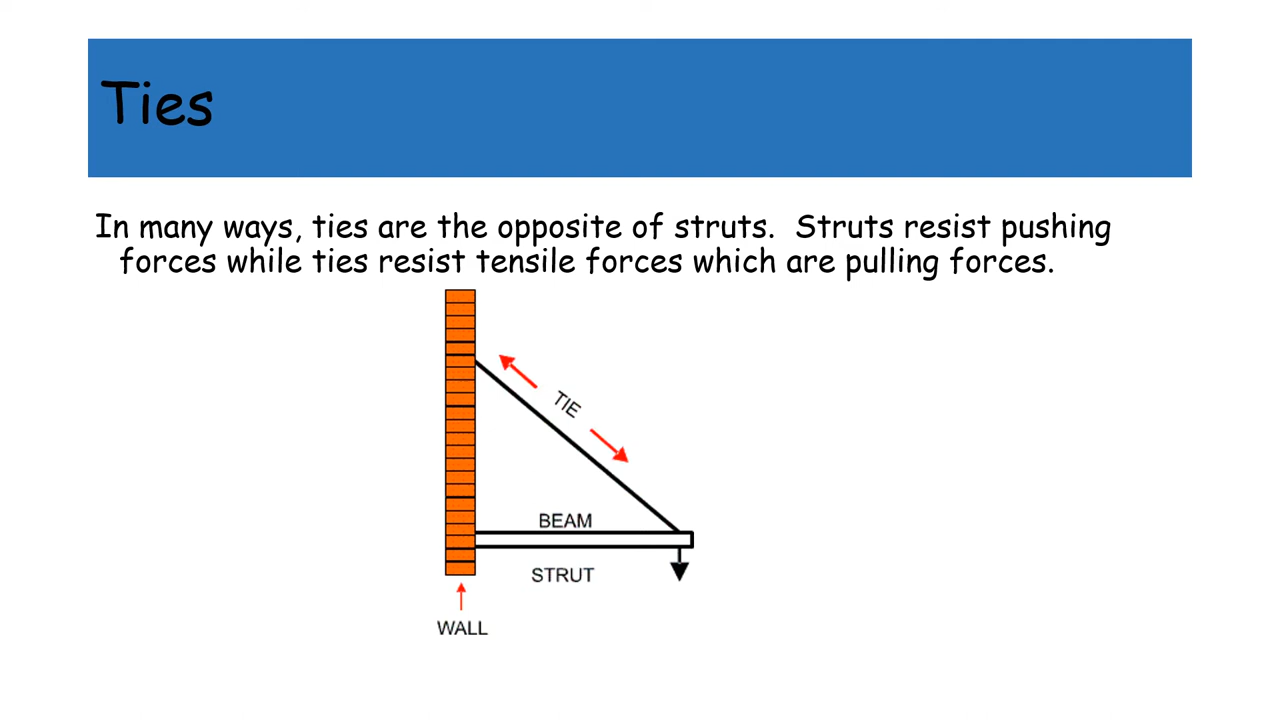 Ties
In many ways, ties are the opposite of struts.  Struts resist pushing
forces while ties resist tensile forces which are pulling forces.
TIE
BEAM
STRUT
WALL